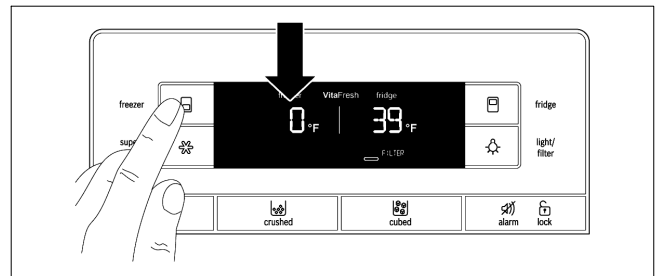 VitaFresh fridge
freezer
fridge
0 °F
39 °F
light/
filter
FILTER
crushed
cubed
alarm
lock